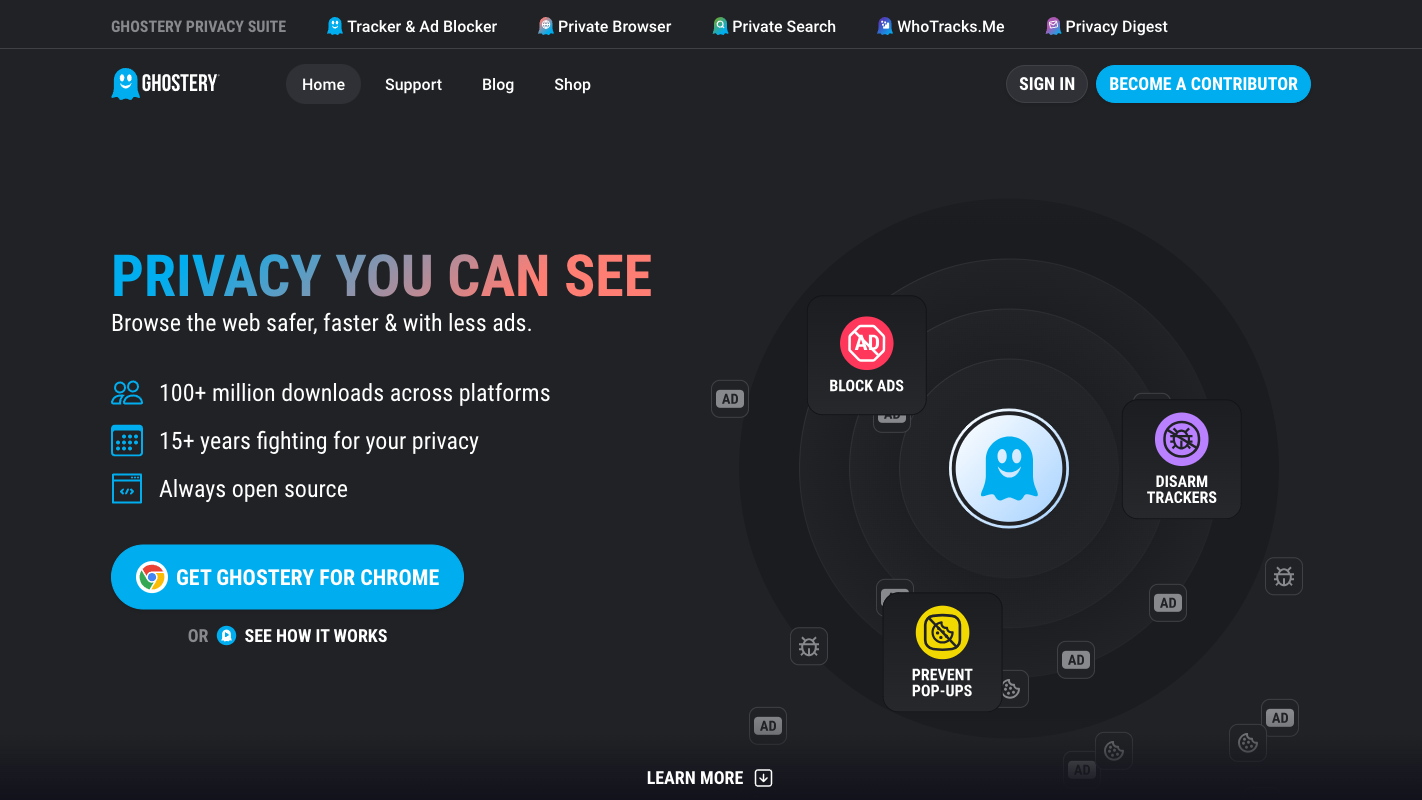 GHOSTERY PRIVACY SUITE Tracker & Ad Blocker Private Browser Private Search WhoTracks.Me Privacy Digest
GHOSTERY Home Support Blog Shop SIGN IN BECOME A CONTRIBUTOR
PRIVACY YOU CAN SEE
Browse the web safer, faster & with less ads.
100+ million downloads across platforms
15+ years fighting for your privacy
Always open source
GET GHOSTERY FOR CHROME
OR SEE HOW IT WORKS
AD
BLOCK ADS
AD
AD
DISARM
TRACKERS
AD
AD
PREVENT
POP-UPS
AD
AD
AD
LEARN MORE